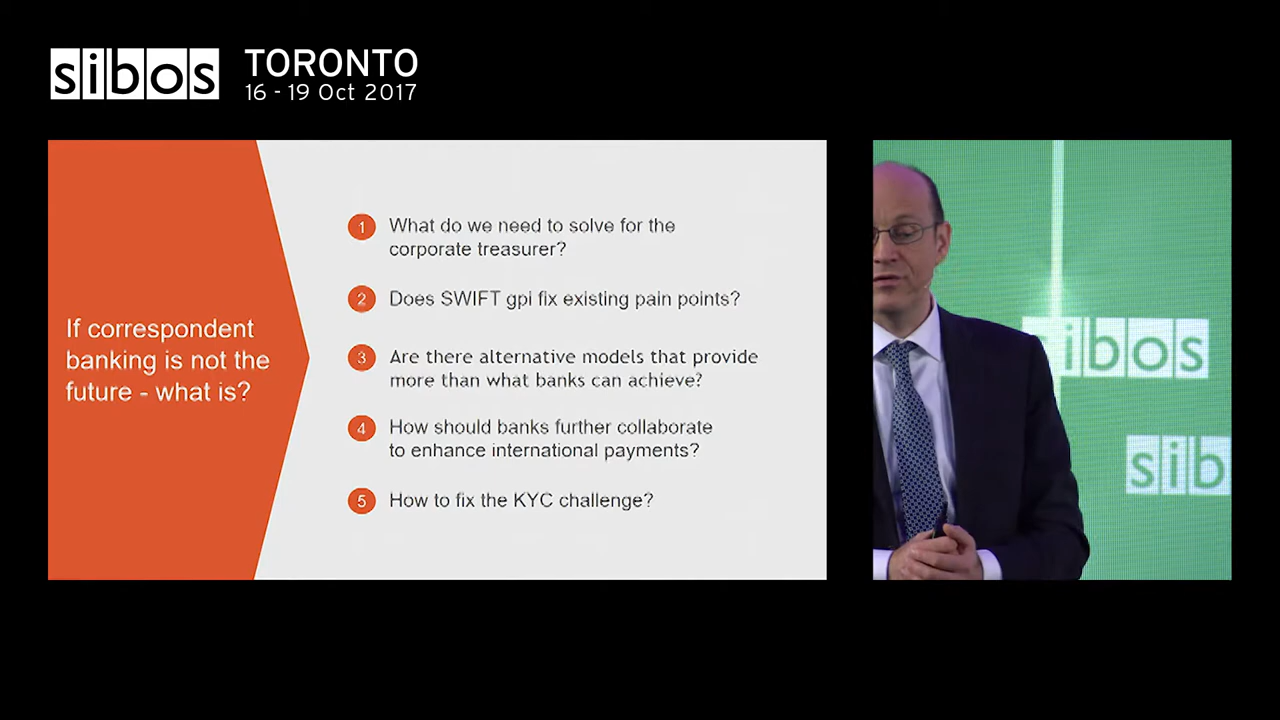 sibos
TORONTO
16 - 19 Oct 2017
If correspondent
banking is not the
future - what is?
1 What do we need to solve for the
corporate treasurer?
2 Does SWIFT gpi fix existing pain points?
3 Are there alternative models that provide
more than what banks can achieve?
4 How should banks further collaborate
to enhance international payments?
5 How to fix the KYC challenge?
ibos
sib